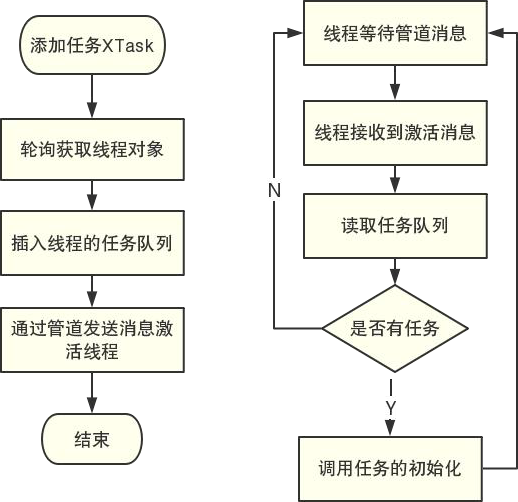 添加任务XTask
轮询获取线程对象
插入线程的任务队列
通过管道发送消息激
活线程
结束
线程等待管道消息
线程接收到激活消息
读取任务队列
是否有任务
N
Y
调用任务的初始化